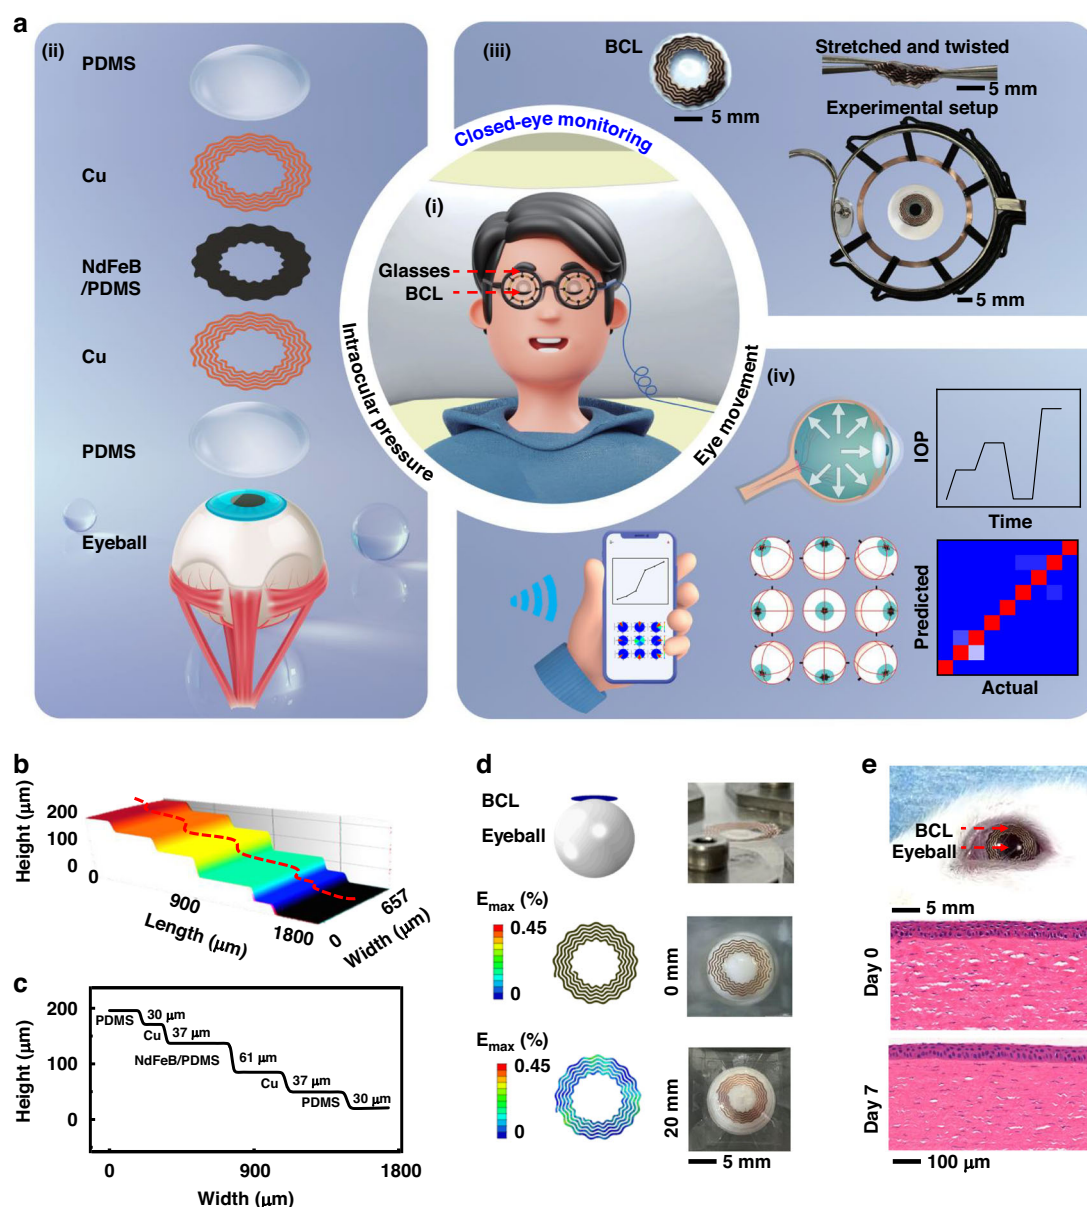 a
(ii)
PDMS
Cu
NdFeB
/PDMS
Cu
PDMS
Eyeball
(iii)
BCL
5 mm
Stretched and twisted
5 mm
Experimental setup
5 mm
Closed-eye monitoring
Intraocular pressure
Eye movement
(i)
Glasses
BCL
(iv)
IOP
Time
Predicted
Actual
b
Height (μm)
200
100
0
0
900
1800
Length (μm)
0
657
Width (μm)
c
Height (μm)
200
100
0
PDMS
30 μm
Cu
37 μm
NdFeB/PDMS
61 μm
Cu
37 μm
PDMS
30 μm
0
900
1800
Width (μm)
d
BCL
Eyeball
Emax (%)
0.45
0
0 mm
Emax (%)
0.45
0
20 mm
5 mm
e
BCL
Eyeball
5 mm
Day 0
Day 7
100 μm